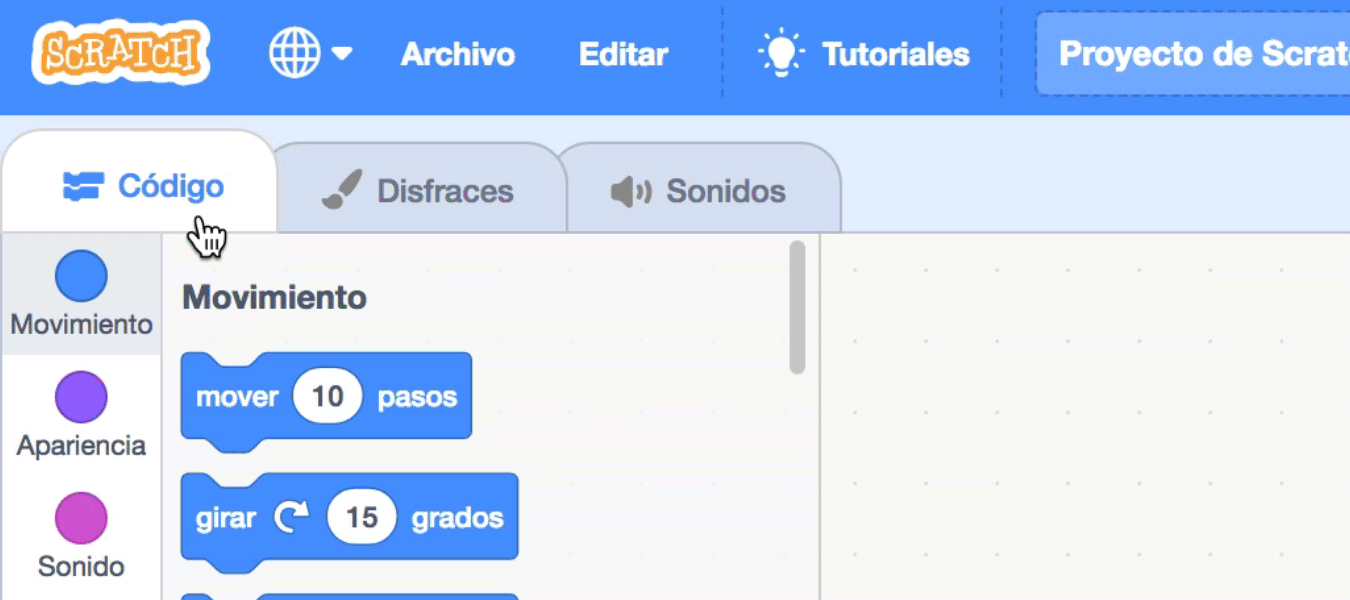 SCRATCH Archivo Editar Tutoriales Proyecto de Scrat
Código Disfraces Sonidos
Movimiento
Movimiento
mover 10 pasos
Apariencia
girar 15 grados
Sonido